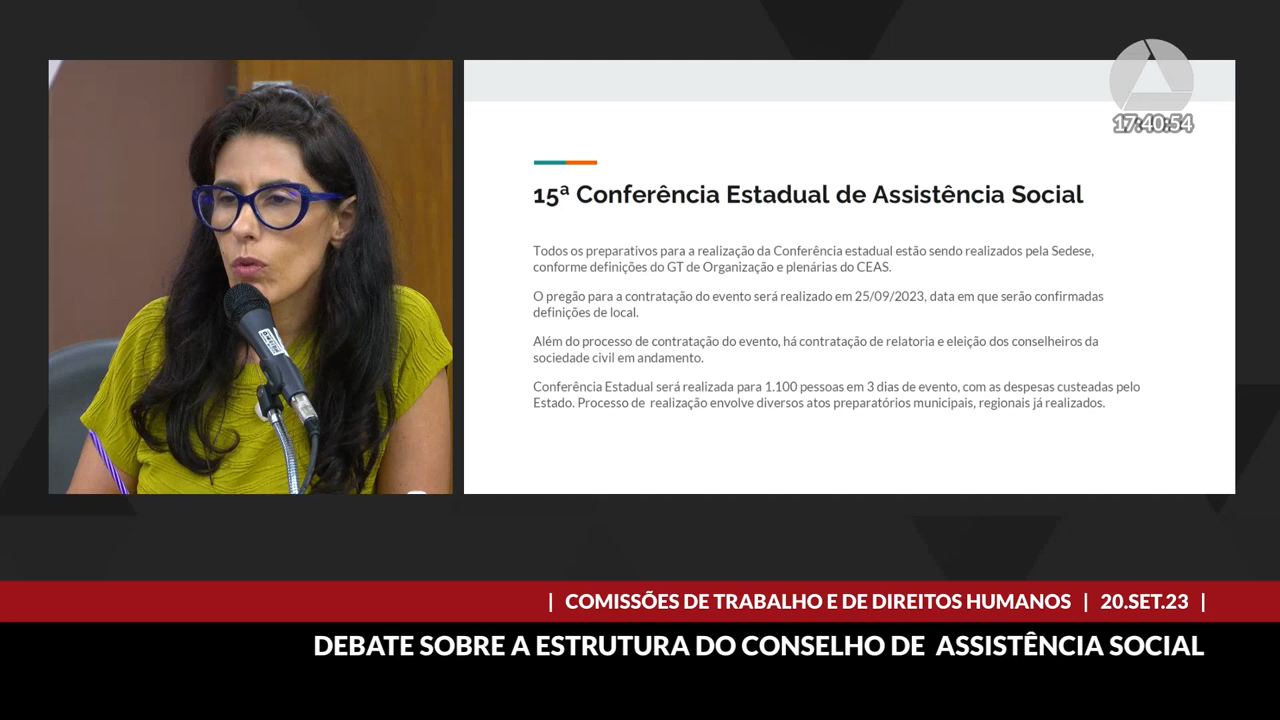 17:40:54
15ª Conferência Estadual de Assistência Social
Todos os preparativos para a realização da Conferência estadual estão sendo realizados pela Sedese,
conforme definições do GT de Organização e plenárias do CEAS.
O pregão para a contratação do evento será realizado em 25/09/2023, data em que serão confirmadas
definições de local.
Além do processo de contratação do evento, há contratação de relatoria e eleição dos conselheiros da
sociedade civil em andamento.
Conferência Estadual será realizada para 1.100 pessoas em 3 dias de evento, com as despesas custeadas pelo
Estado. Processo de realização envolve diversos atos preparatórios municipais, regionais já realizados.
| COMISSÕES DE TRABALHO E DE DIREITOS HUMANOS | 20.SET.23 |
DEBATE SOBRE A ESTRUTURA DO CONSELHO DE ASSISTÊNCIA SOCIAL